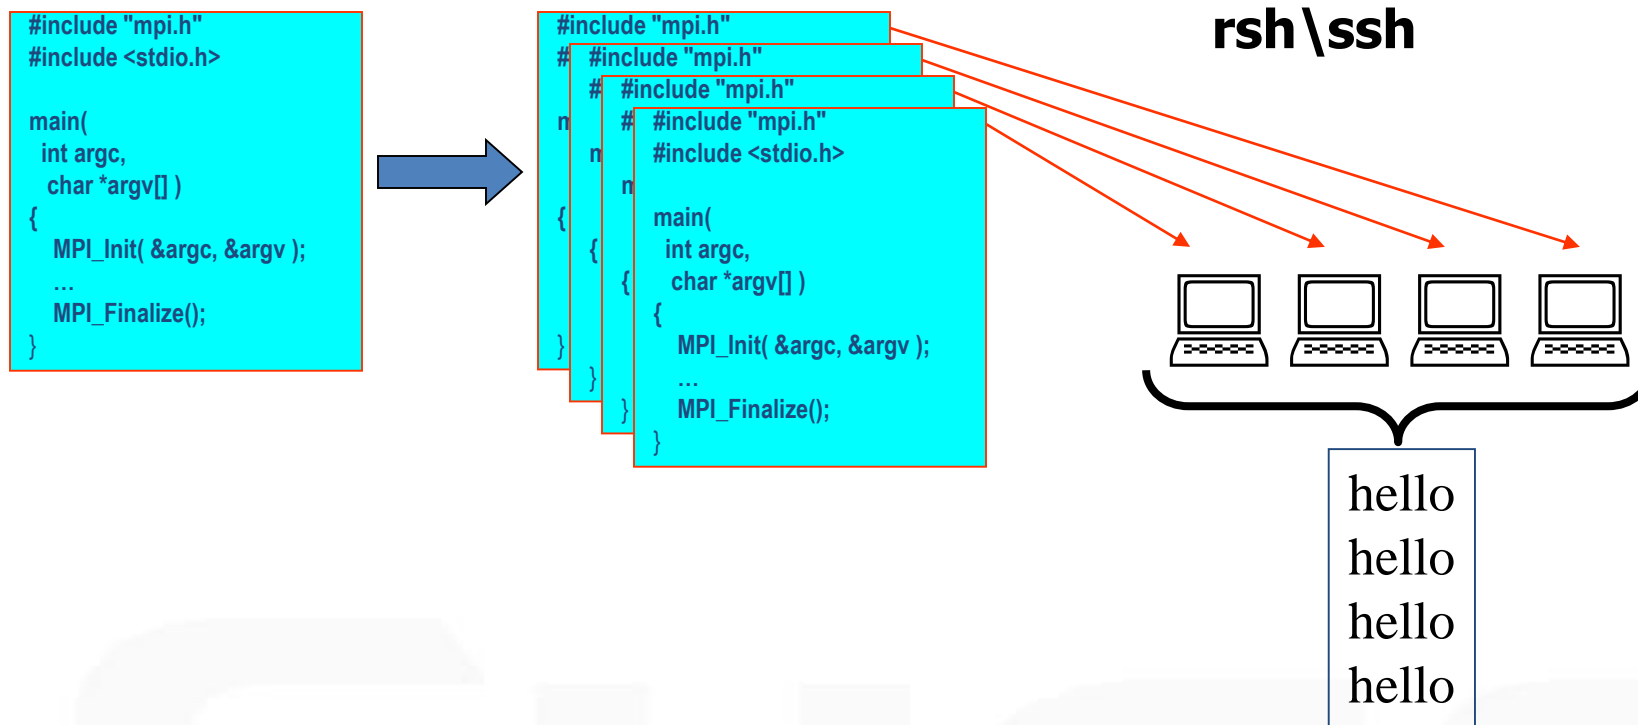 #include "mpi.h"
#include <stdio.h>
main(
int argc,
char *argv[] )
{
MPI_Init( &argc, &argv );
…
MPI_Finalize();
}
#include "mpi.h"
#
m
{
}
#include "mpi.h"
#
m
{
}
#include "mpi.h"
#
m
{
}
#include "mpi.h"
#include <stdio.h>
main(
int argc,
char *argv[] )
{
MPI_Init( &argc, &argv );
…
MPI_Finalize();
}
rsh\ssh
hello
hello
hello
hello